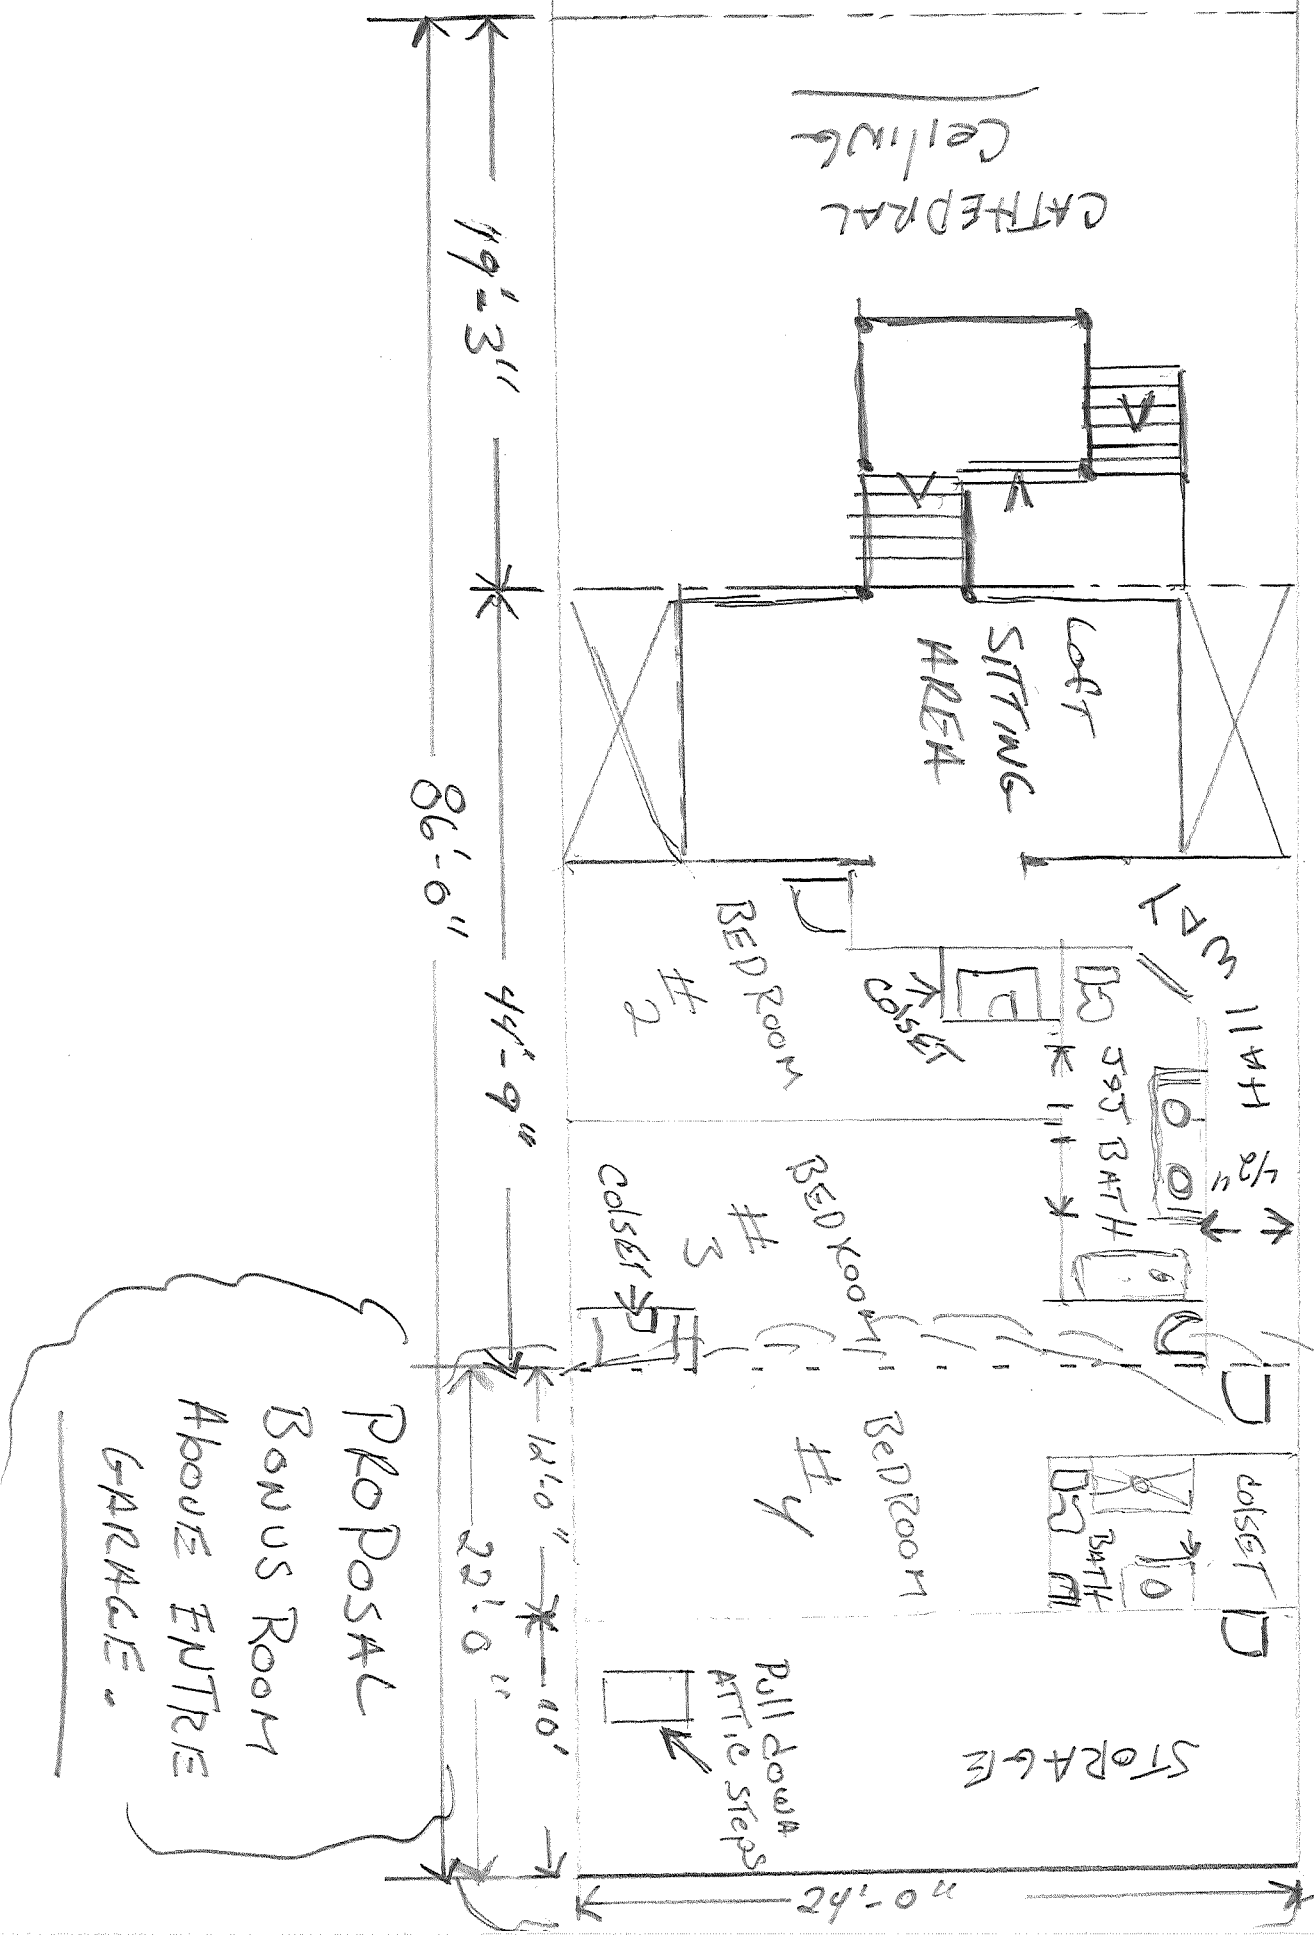 CATHEDRAL
CeilING
19'-3"
86'-0"
44'-9"
LOFT
SITTING
AREA
HAll
WAY
42"
BEDROOM
#
2
ColSET
J&J BATH
11'
BEDROOM
#
3
ColSET
BeDROOM
#
4
ColSET
BATH
12'-0"
10'
22'-0"
Pull down
ATTIC STePS
STORAGE
24'-0"
PROPOSAL
BONUS ROOM
ABOVE ENTIRE
GARAGE.